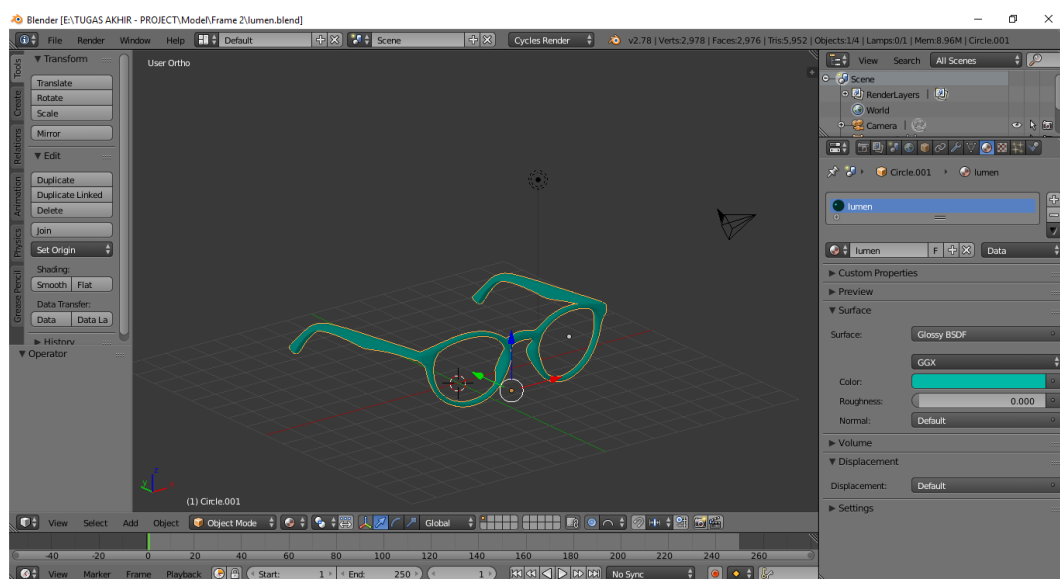 Blender [E:\TUGAS AKHIR - PROJECT\Model\Frame 2\lumen.blend]
File Render Window Help Default Scene Cycles Render v2.78 | Verts:2,978 | Faces:2,976 | Tris:5,952 | Objects:1/4 | Lamps:0/1 | Mem:8.96M | Circle.001
Tools
Create
Relations
Animation
Physics
Grease Pencil
Transform
Translate
Rotate
Scale
Mirror
Edit
Duplicate
Duplicate Linked
Delete
Join
Set Origin
Shading:
Smooth Flat
Data Transfer:
Data Data La
History
Operator
User Ortho
z
y
x
(1) Circle.001
View Search All Scenes
Scene
RenderLayers
World
Camera
Circle.001 lumen
lumen
lumen F Data
Custom Properties
Preview
Surface
Surface: Glossy BSDF
GGX
Color:
Roughness: 0.000
Normal: Default
Volume
Displacement
Displacement: Default
Settings
View Select Add Object Object Mode Global
-40 -20 0 20 40 60 80 100 120 140 160 180 200 220 240 260
View Marker Frame Playback Start: 1 End: 250 1 No Sync